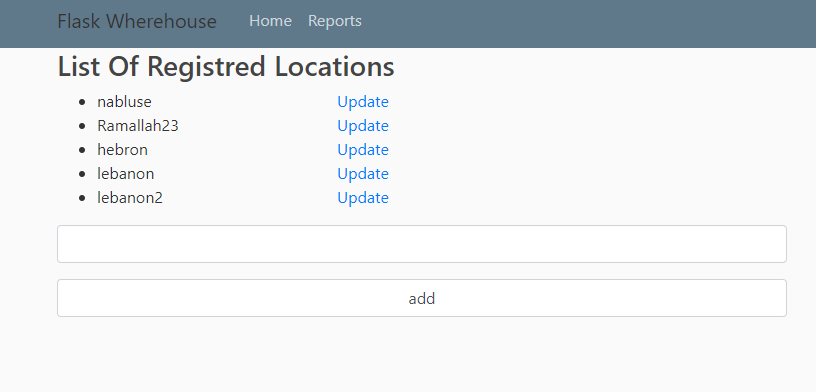 Flask Wherehouse Home Reports
List Of Registred Locations
nabluse Update
Ramallah23 Update
hebron Update
lebanon Update
lebanon2 Update
add